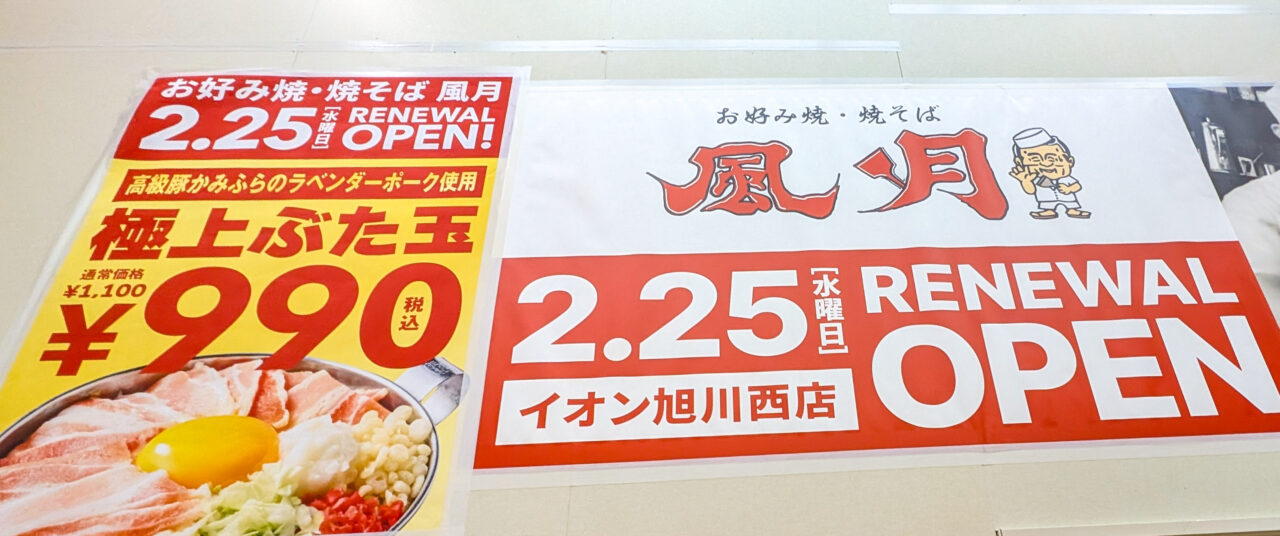 お好み焼・焼そば 風月
2.25[水曜日] RENEWAL OPEN!
高級豚かみふらのラベンダーポーク使用
極上ぶた玉
通常価格
¥1,100
¥990税込
お好み焼・焼そば
風月
2.25[水曜日] RENEWAL OPEN
イオン旭川西店